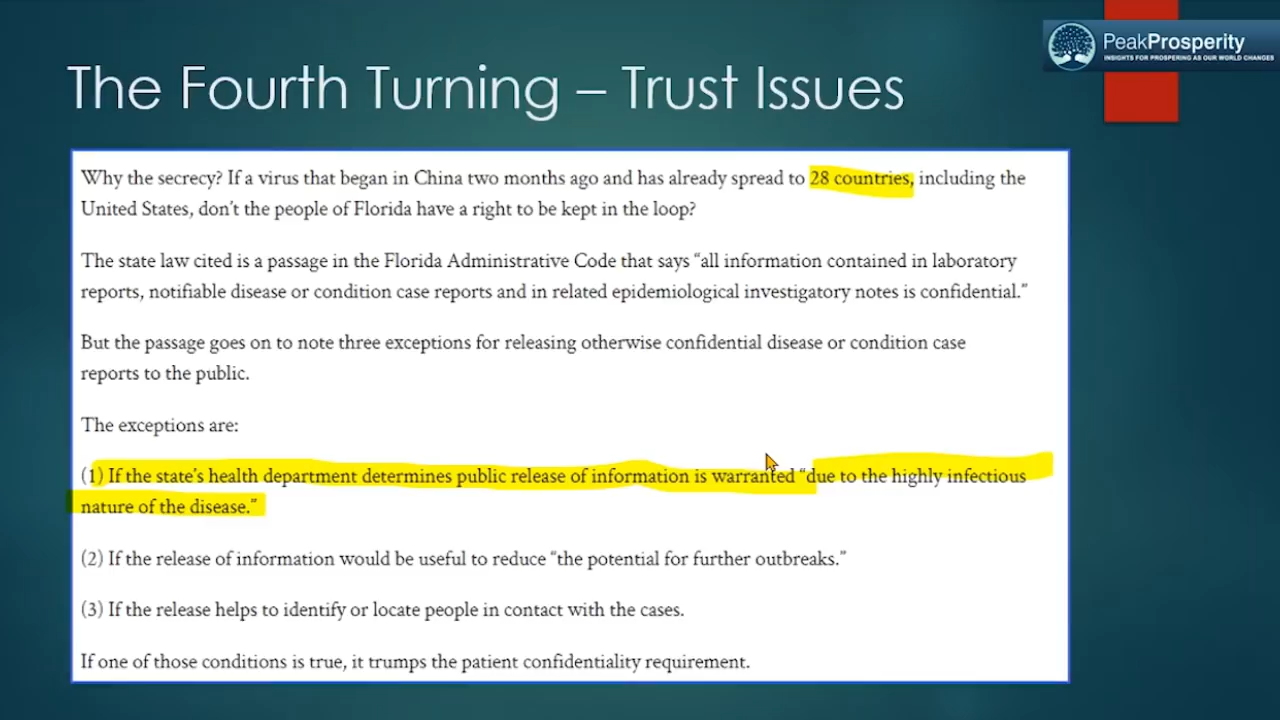 PeakProsperity
INSIGHTS FOR PROSPERING AS OUR WORLD CHANGES
The Fourth Turning – Trust Issues
Why the secrecy? If a virus that began in China two months ago and has already spread to 28 countries, including the
United States, don’t the people of Florida have a right to be kept in the loop?
The state law cited is a passage in the Florida Administrative Code that says “all information contained in laboratory
reports, notifiable disease or condition case reports and in related epidemiological investigatory notes is confidential.”
But the passage goes on to note three exceptions for releasing otherwise confidential disease or condition case
reports to the public.
The exceptions are:
(1) If the state’s health department determines public release of information is warranted “due to the highly infectious
nature of the disease.”
(2) If the release of information would be useful to reduce “the potential for further outbreaks.”
(3) If the release helps to identify or locate people in contact with the cases.
If one of those conditions is true, it trumps the patient confidentiality requirement.